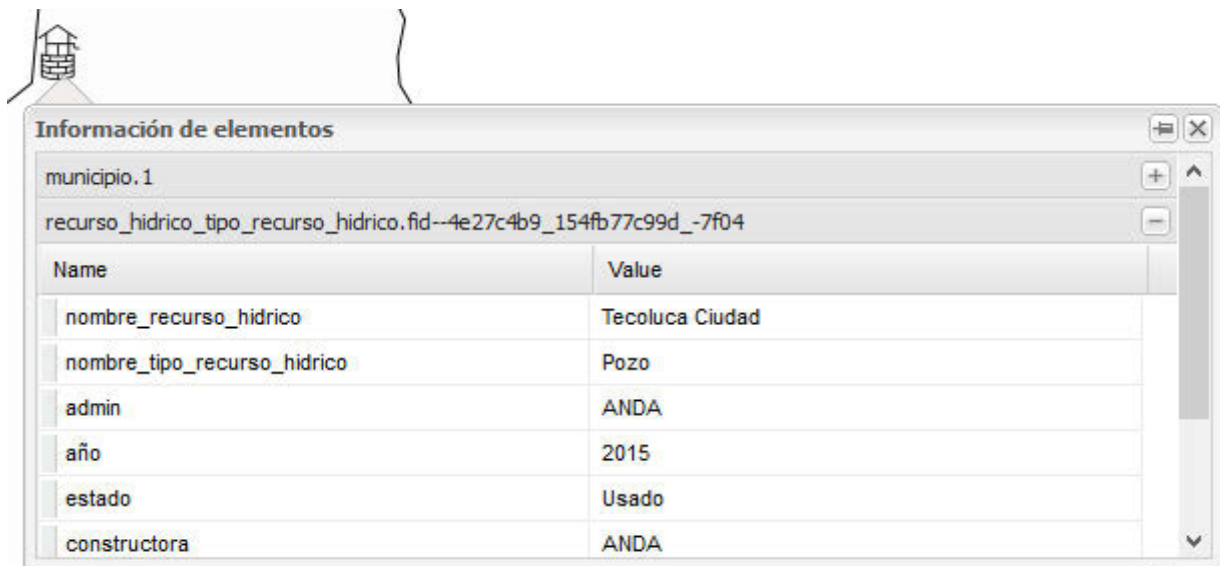 Información de elementos
municipio.1
recurso_hidrico_tipo_recurso_hidrico.fid--4e27c4b9_154fb77c99d_-7f04
Name Value
nombre_recurso_hidrico Tecoluca Ciudad
nombre_tipo_recurso_hidrico Pozo
admin ANDA
año 2015
estado Usado
constructora ANDA